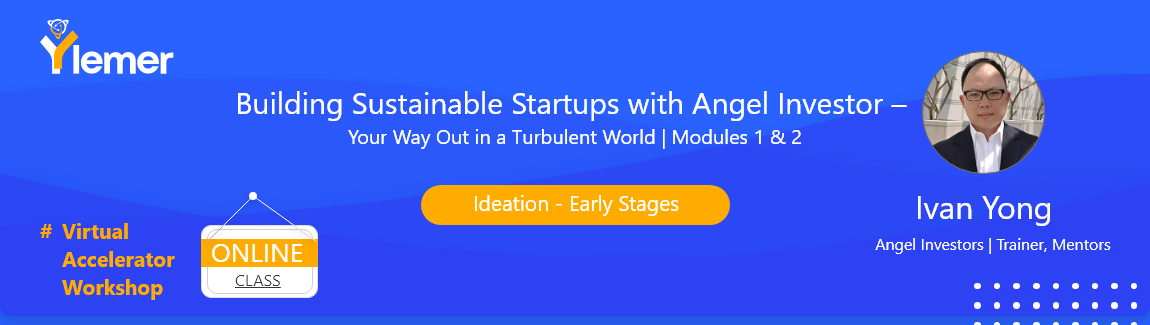 Ylemer
Building Sustainable Startups with Angel Investor –
Your Way Out in a Turbulent World | Modules 1 & 2
Ideation - Early Stages
Ivan Yong
Angel Investors | Trainer, Mentors
# Virtual
Accelerator
Workshop
ONLINE
CLASS